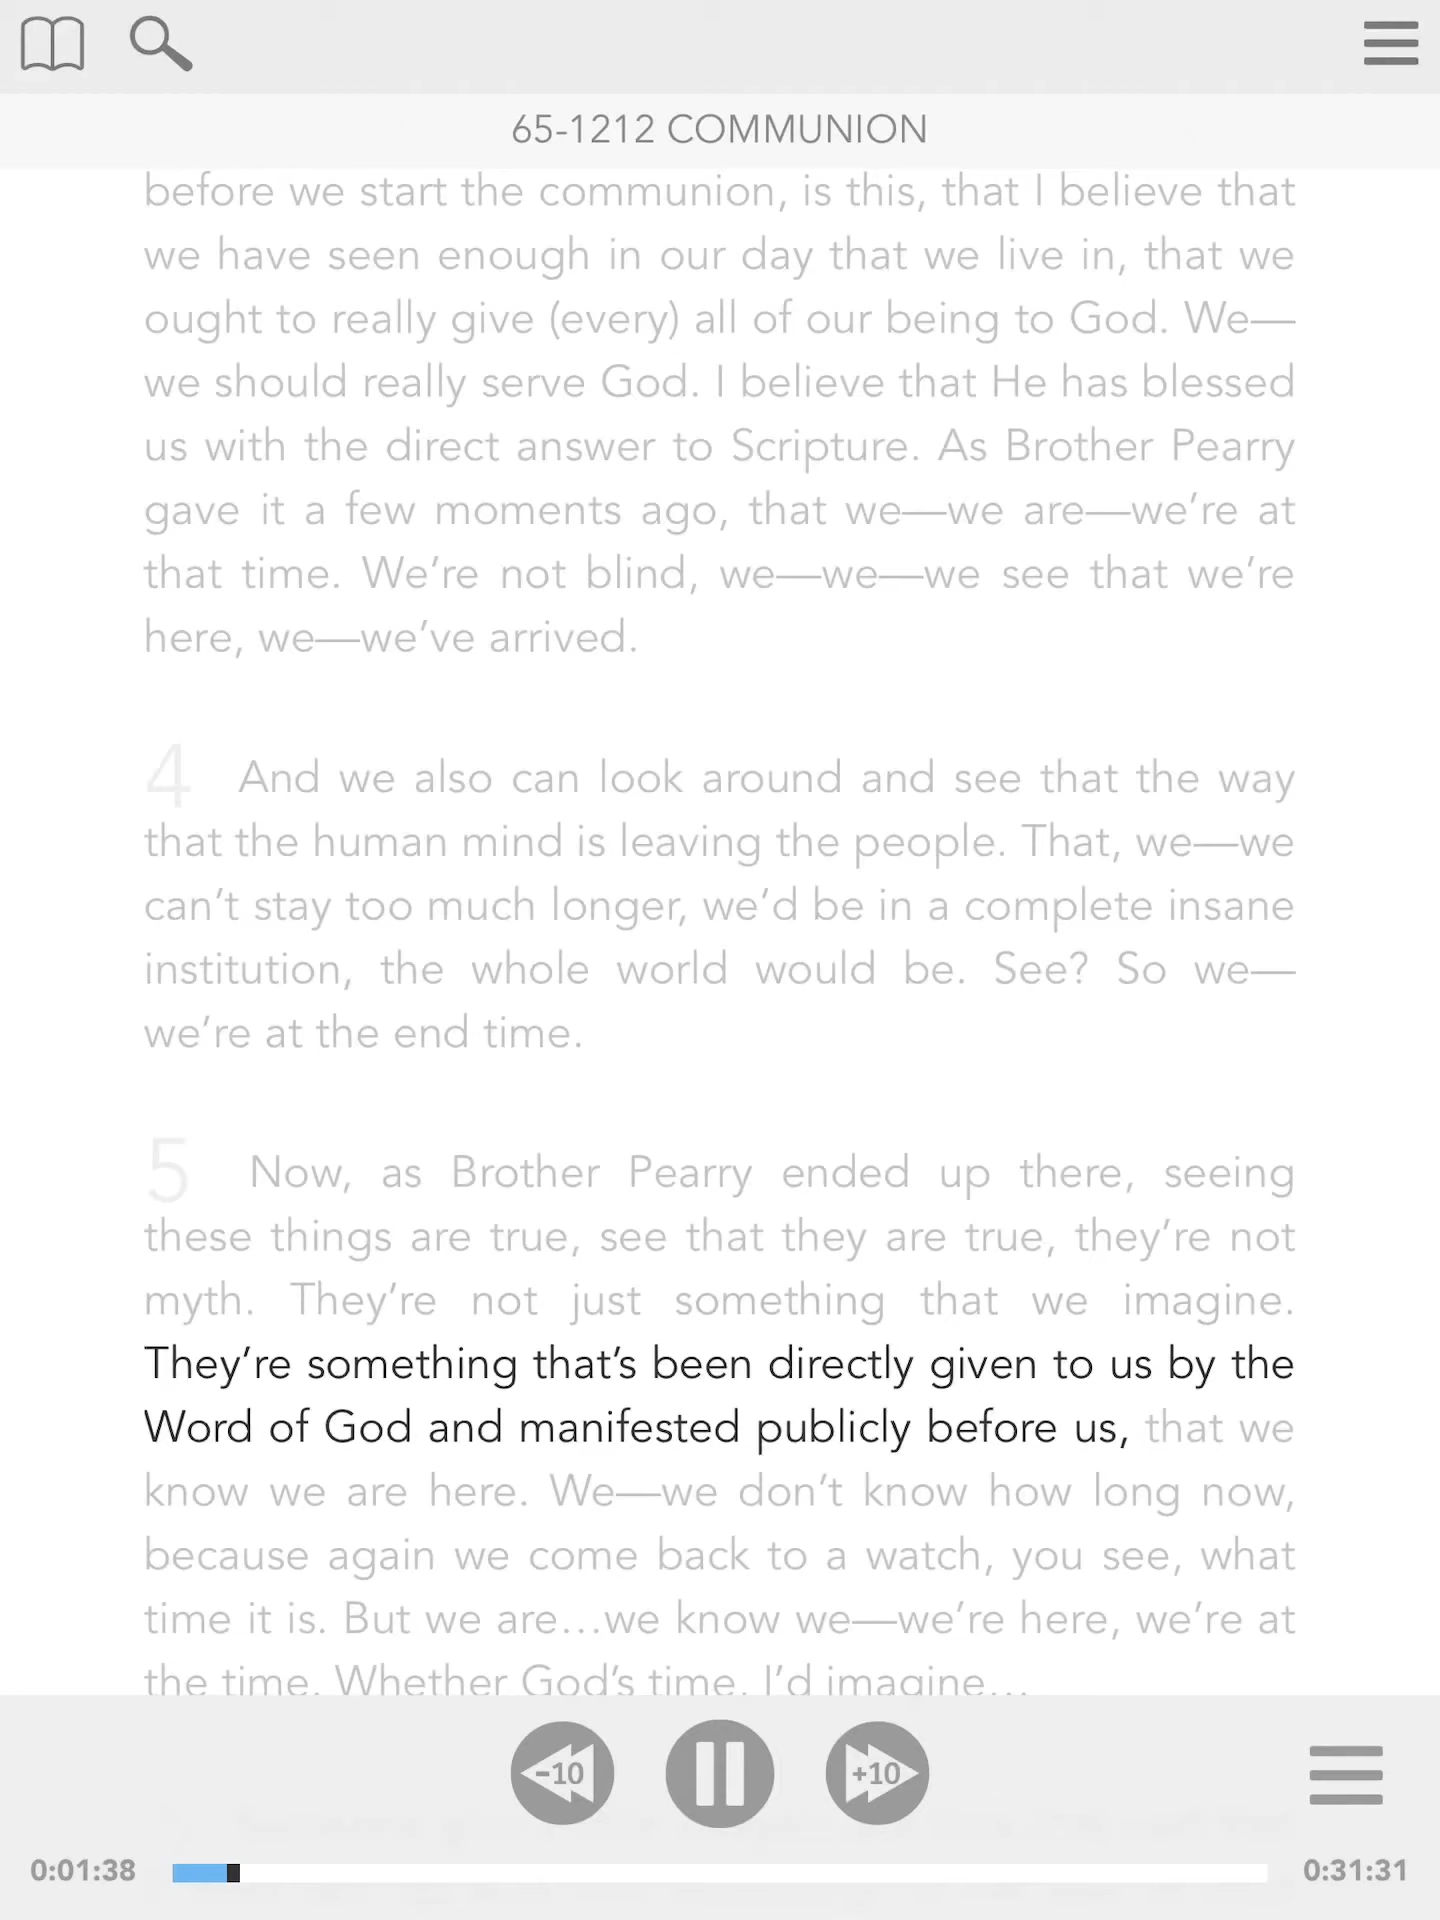 65-1212 COMMUNION
before we start the communion, is this, that I believe that
we have seen enough in our day that we live in, that we
ought to really give (every) all of our being to God. We—
we should really serve God. I believe that He has blessed
us with the direct answer to Scripture. As Brother Pearry
gave it a few moments ago, that we—we are—we’re at
that time. We’re not blind, we—we—we see that we’re
here, we—we’ve arrived.
4 And we also can look around and see that the way
that the human mind is leaving the people. That, we—we
can’t stay too much longer, we’d be in a complete insane
institution, the whole world would be. See? So we—
we’re at the end time.
5 Now, as Brother Pearry ended up there, seeing
these things are true, see that they are true, they’re not
myth. They’re not just something that we imagine.
They’re something that’s been directly given to us by the
Word of God and manifested publicly before us, that we
know we are here. We—we don’t know how long now,
because again we come back to a watch, you see, what
time it is. But we are…we know we—we’re here, we’re at
the time. Whether God’s time, I’d imagine…
-10 +10
0:01:38 0:31:31